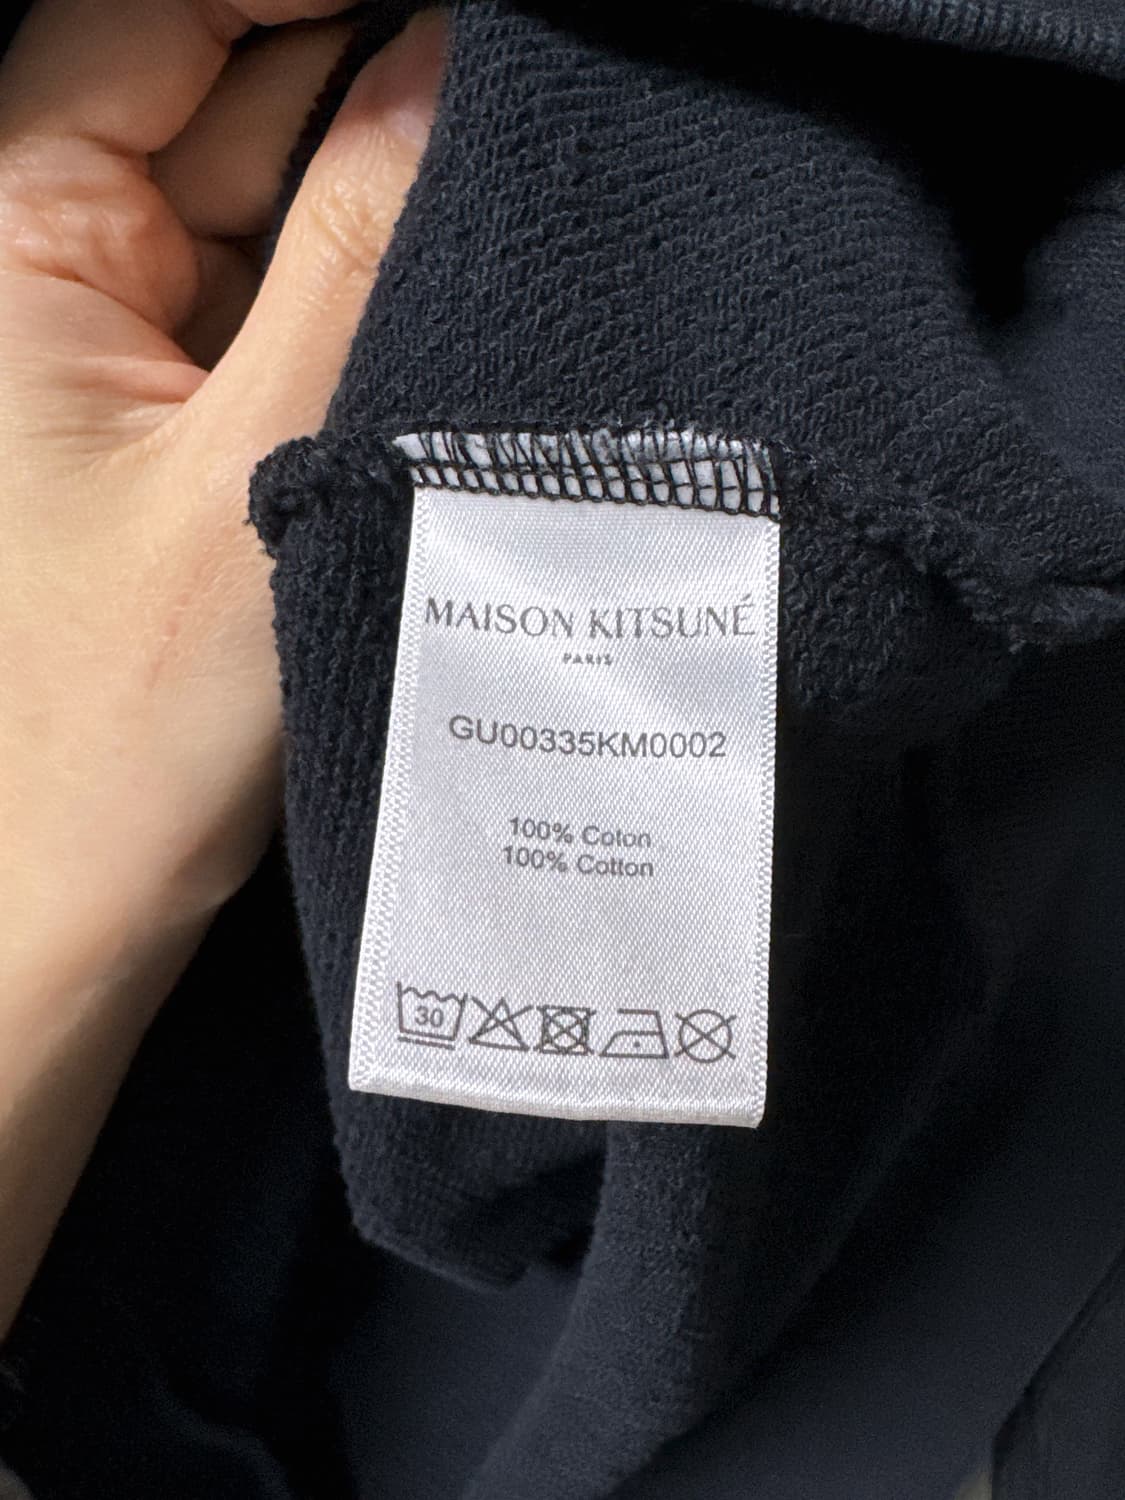 MAISON KITSUNÉ
PARIS
GU00335KM0002
100% Coton
100% Cotton
30